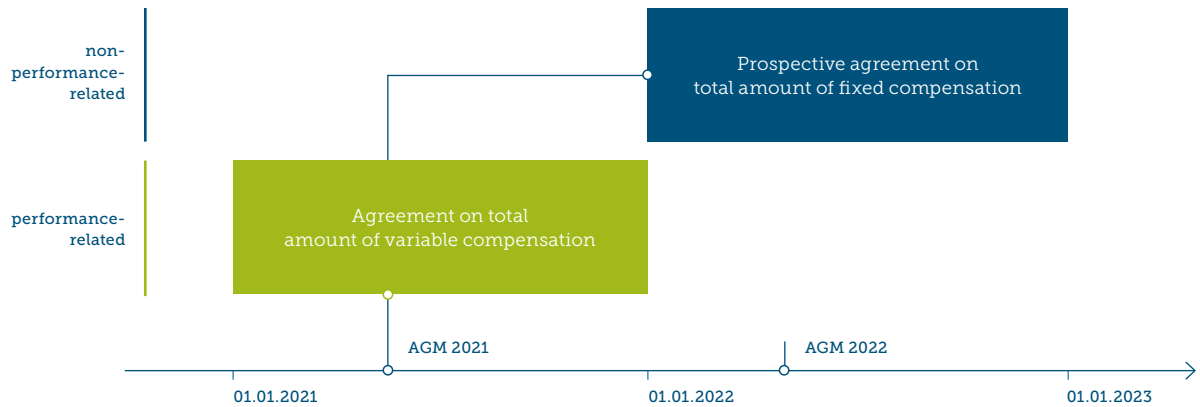 non-
performance-
related
Prospective agreement on
total amount of fixed compensation
performance-
related
Agreement on total
amount of variable compensation
AGM 2021
AGM 2022
01.01.2021
01.01.2022
01.01.2023